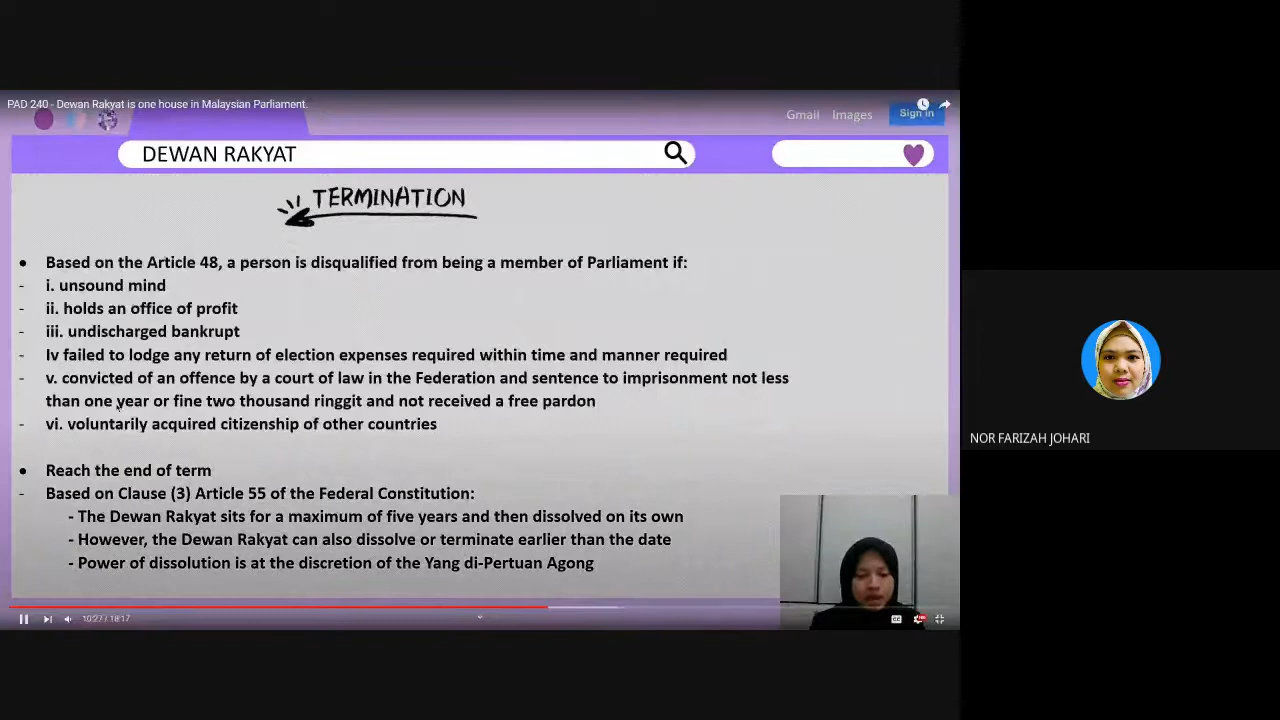 PAD 240 - Dewan Rakyat is one house in Malaysian Parliament.
Gmail Images Sign in
DEWAN RAKYAT
TERMINATION
• Based on the Article 48, a person is disqualified from being a member of Parliament if:
- i. unsound mind
- ii. holds an office of profit
- iii. undischarged bankrupt
- Iv failed to lodge any return of election expenses required within time and manner required
- v. convicted of an offence by a court of law in the Federation and sentence to imprisonment not less
than one year or fine two thousand ringgit and not received a free pardon
- vi. voluntarily acquired citizenship of other countries
• Reach the end of term
- Based on Clause (3) Article 55 of the Federal Constitution:
- The Dewan Rakyat sits for a maximum of five years and then dissolved on its own
- However, the Dewan Rakyat can also dissolve or terminate earlier than the date
- Power of dissolution is at the discretion of the Yang di-Pertuan Agong
10:27 / 18:17
NOR FARIZAH JOHARI